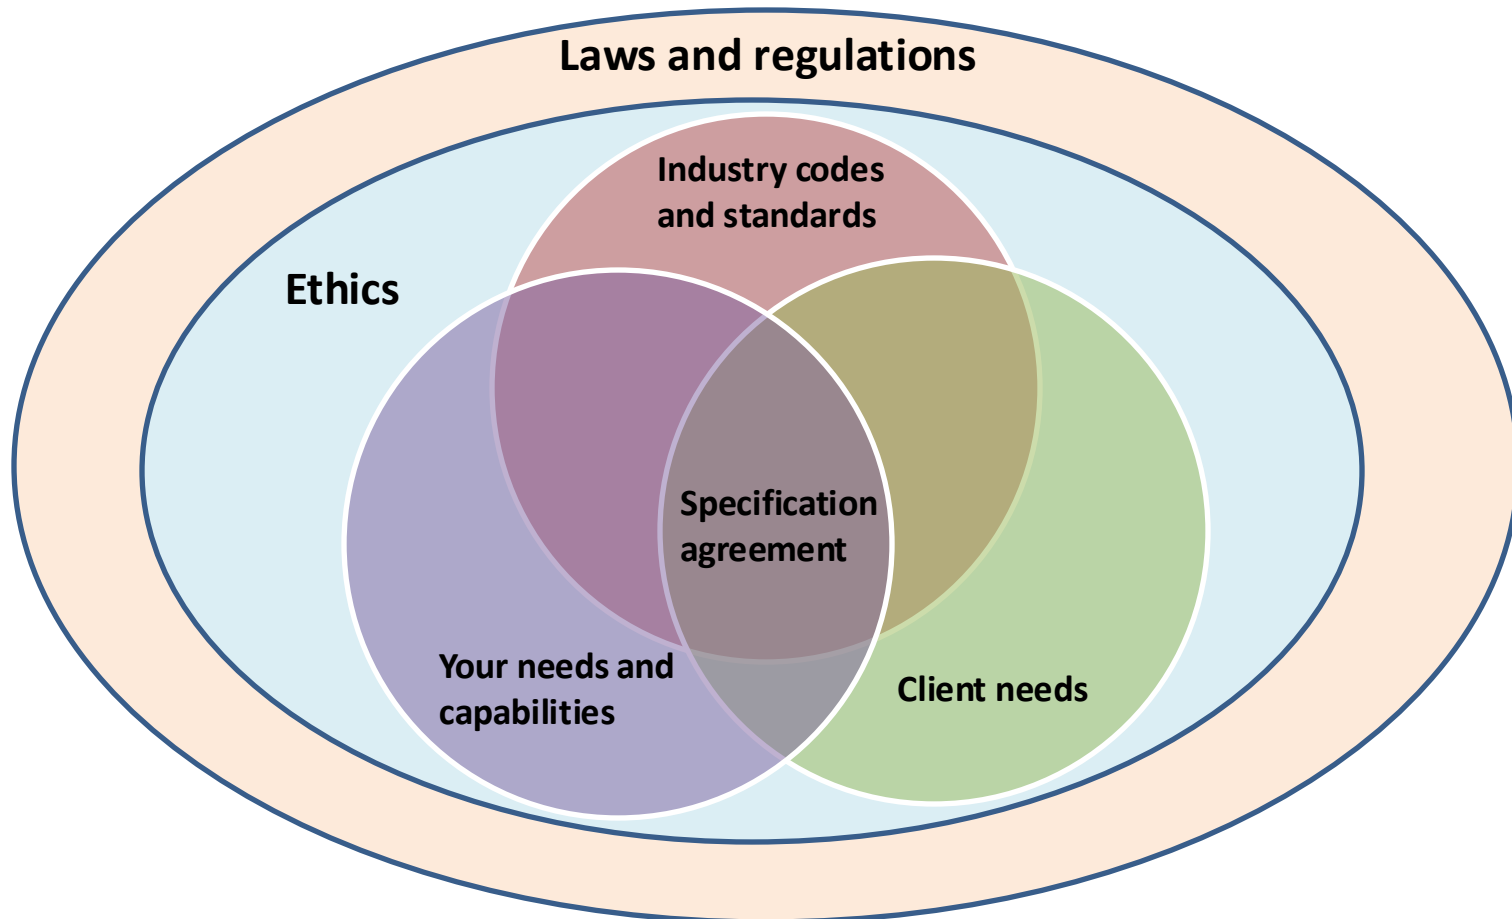 Laws and regulations
Industry codes
and standards
Ethics
Specification
agreement
Your needs and
capabilities
Client needs